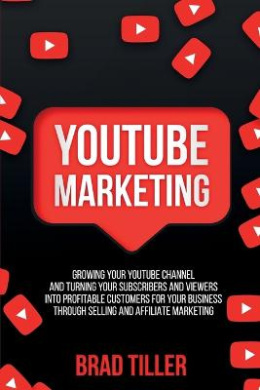 YOUTUBE
MARKETING
GROWING YOUR YOUTUBE CHANNEL
AND TURNING YOUR SUBSCRIBERS AND VIEWERS
INTO PROFITABLE CUSTOMERS FOR YOUR BUSINESS
THROUGH SELLING AND AFFILIATE MARKETING
BRAD TILLER